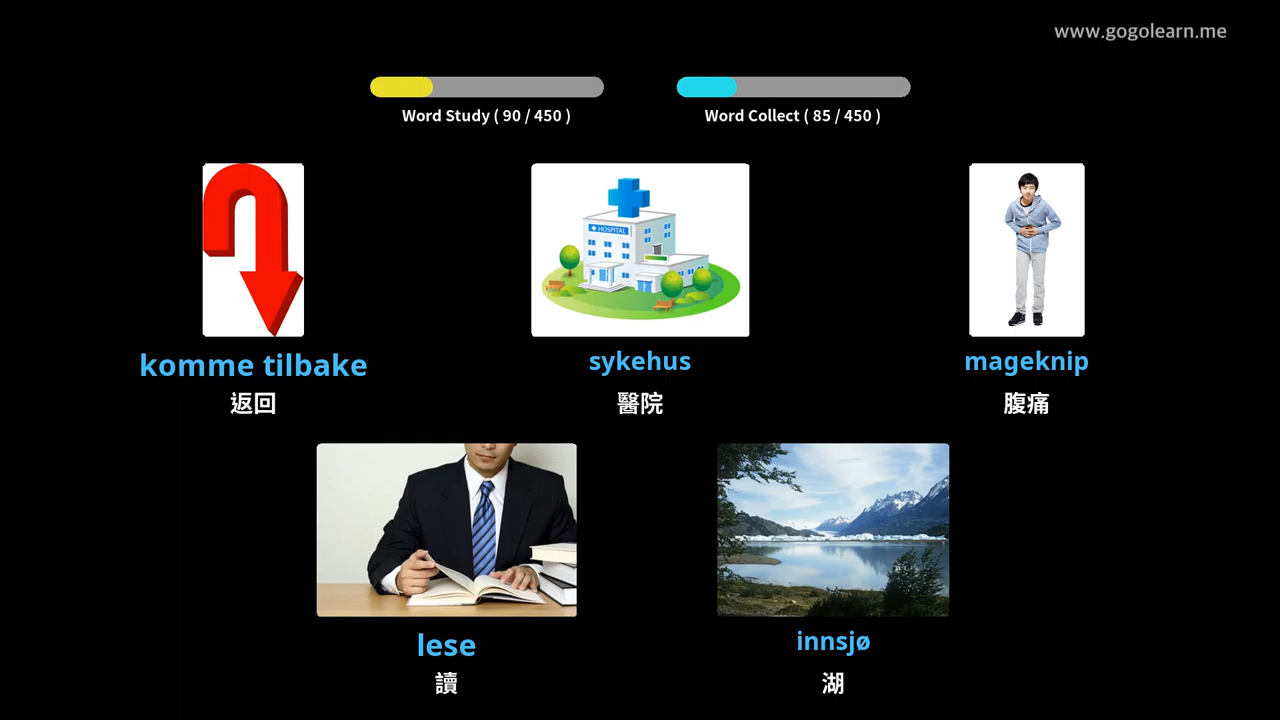 www.gogolearn.me
Word Study ( 90 / 450 )
Word Collect ( 85 / 450 )
HOSPITAL
komme tilbake
返回
sykehus
醫院
mageknip
腹痛
lese
讀
innsjø
湖